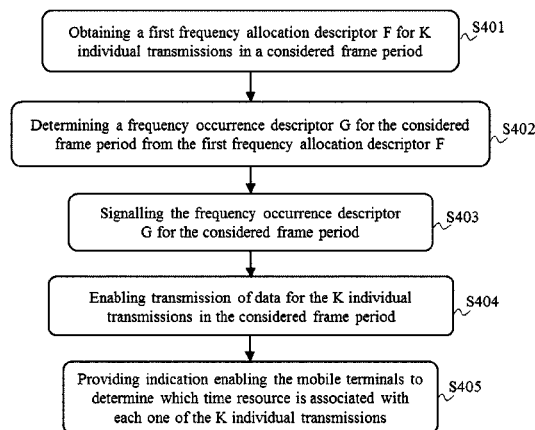 Obtaining a first frequency allocation descriptor F for K
individual transmissions in a considered frame period
S401
Determining a frequency occurrence descriptor G for the considered
frame period from the first frequency allocation descriptor F
S402
Signalling the frequency occurrence descriptor
G for the considered frame period
S403
Enabling transmission of data for the K individual
transmissions in the considered frame period
S404
Providing indication enabling the mobile terminals to
determine which time resource is associated with
each one of the K individual transmissions
S405